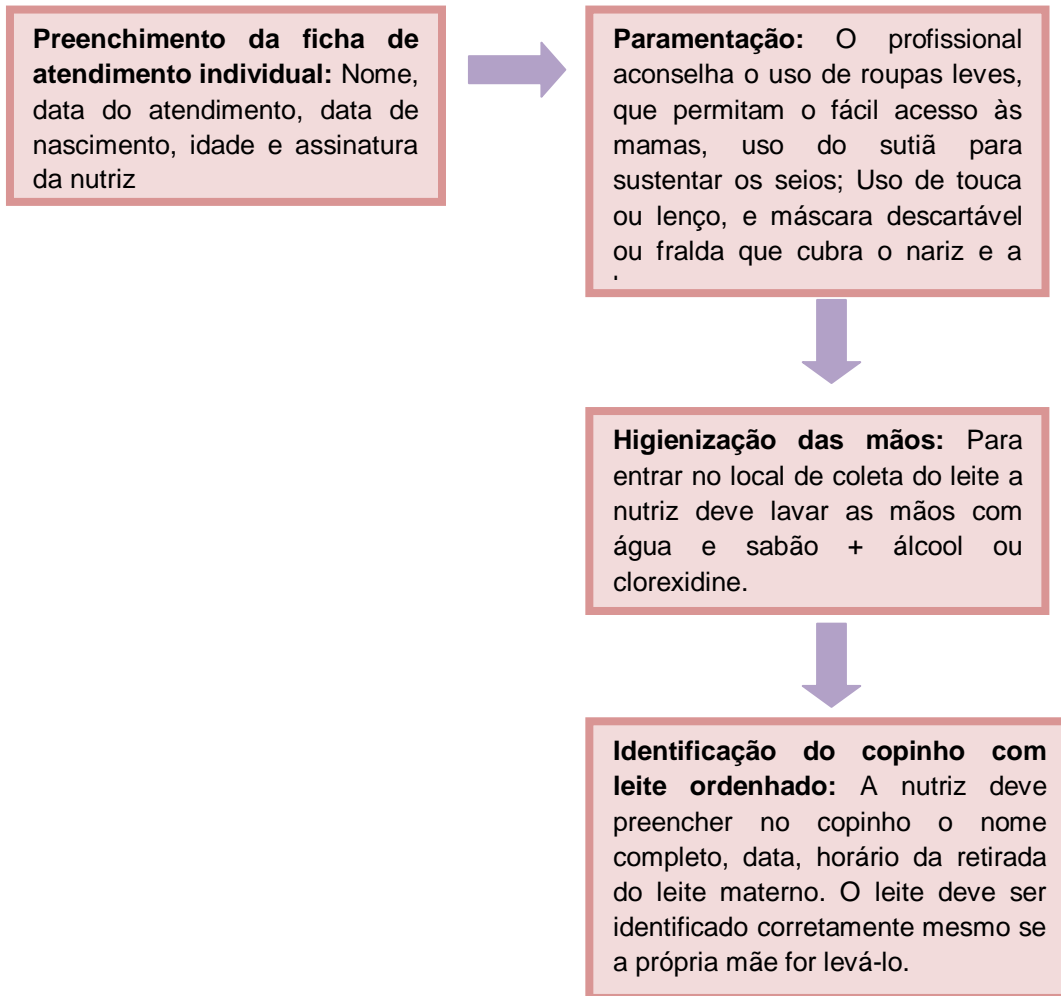 Preenchimento da ficha de
atendimento individual: Nome,
data do atendimento, data de
nascimento, idade e assinatura
da nutriz
Paramentação: O profissional
aconselha o uso de roupas leves,
que permitam o fácil acesso às
mamas, uso do sutiã para
sustentar os seios; Uso de touca
ou lenço, e máscara descartável
ou fralda que cubra o nariz e a
Higienização das mãos: Para
entrar no local de coleta do leite a
nutriz deve lavar as mãos com
água e sabão + álcool ou
clorexidine.
Identificação do copinho com
leite ordenhado: A nutriz deve
preencher no copinho o nome
completo, data, horário da retirada
do leite materno. O leite deve ser
identificado corretamente mesmo se
a própria mãe for levá-lo.